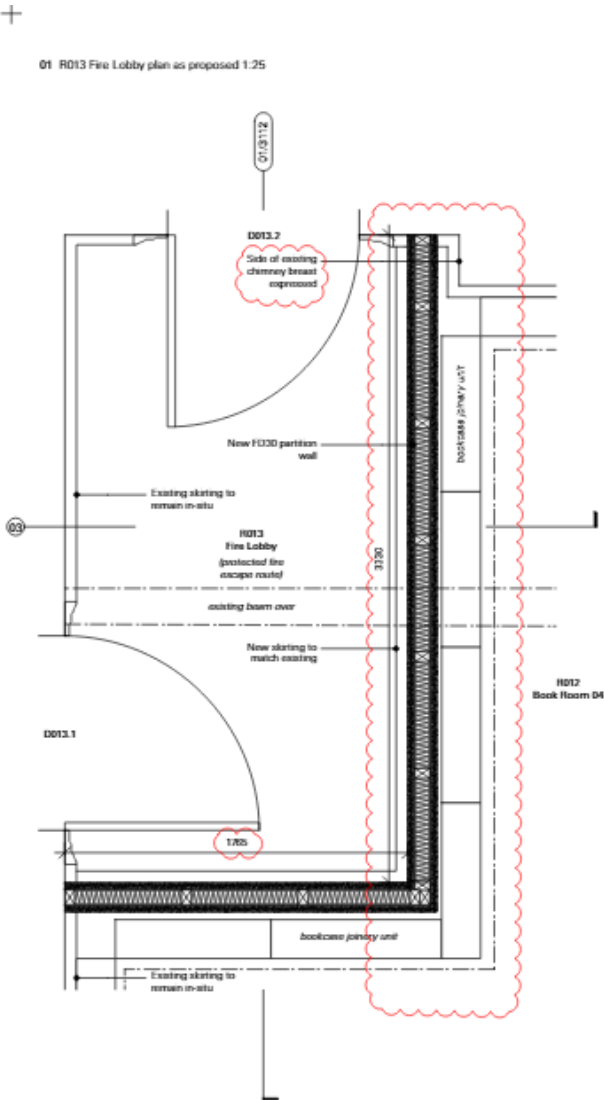 01 R013 Fire Lobby plan as proposed 1:25
01/3112
D013.2
Side of existing
chimney breast
expressed
bookcase joinery unit
New FD30 partition
wall
Existing skirting to
remain in-situ
03
R013
Fire Lobby
(protected fire
escape route)
3330
existing beam over
New skirting to
match existing
R012
Book Room 04
D013.1
1765
bookcase joinery unit
Existing skirting to
remain in-situ